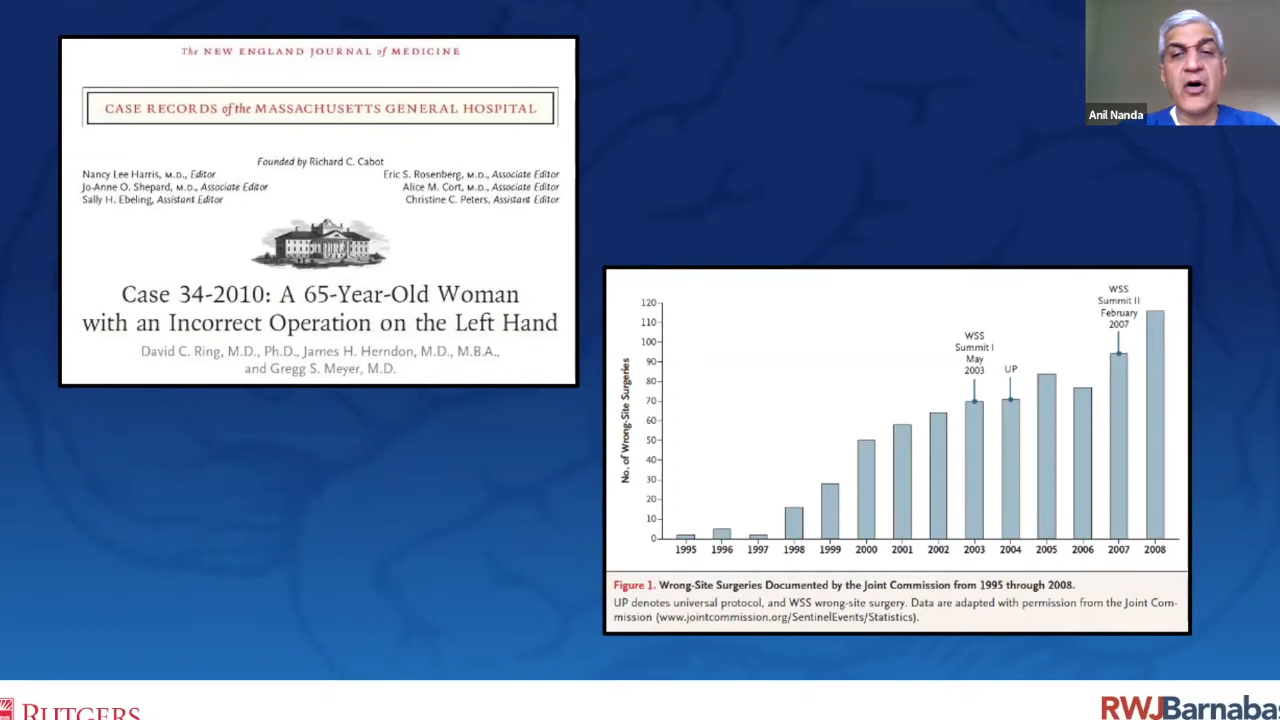 The NEW ENGLAND JOURNAL of MEDICINE
CASE RECORDS of the MASSACHUSETTS GENERAL HOSPITAL
Founded by Richard C. Cabot
Nancy Lee Harris, M.D., Editor
Jo-Anne O. Shepard, M.D., Associate Editor
Sally H. Ebeling, Assistant Editor
Eric S. Rosenberg, M.D., Associate Editor
Alice M. Cort, M.D., Associate Editor
Christine C. Peters, Assistant Editor
Case 34-2010: A 65-Year-Old Woman
with an Incorrect Operation on the Left Hand
David C. Ring, M.D., Ph.D., James H. Herndon, M.D., M.B.A.,
and Gregg S. Meyer, M.D.
Anil Nanda
No. of Wrong-Site Surgeries
120
110
100
90
80
70
60
50
40
30
20
10
0
WSS
Summit I
May
2003
UP
WSS
Summit II
February
2007
1995 1996 1997 1998 1999 2000 2001 2002 2003 2004 2005 2006 2007 2008
Figure 1. Wrong-Site Surgeries Documented by the Joint Commission from 1995 through 2008.
UP denotes universal protocol, and WSS wrong-site surgery. Data are adapted with permission from the Joint Com-
mission (www.jointcommission.org/SentinelEvents/Statistics).
RUTGERS
RWJBarnabas